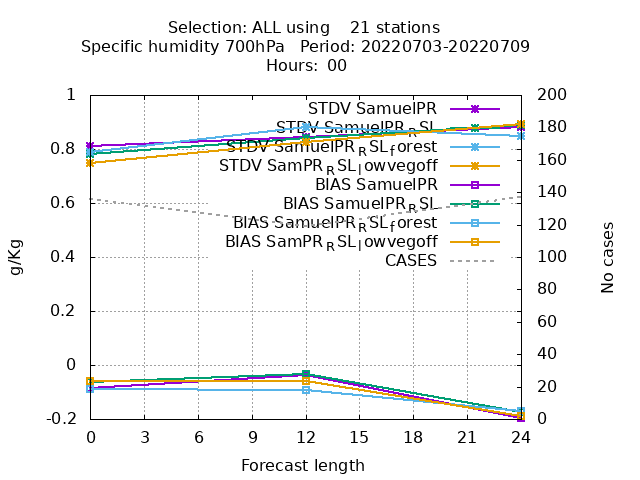 Selection: ALL using 21 stations
Specific humidity 700hPa Period: 20220703-20220709
Hours: 00
g/Kg
No cases
1
0.8
0.6
0.4
0.2
0
-0.2
200
180
160
140
120
100
80
60
40
20
0
STDV SamuelPR
STDV SamuelPR_RSL
STDV SamuelPR_RSL_forest
STDV SamPR_RSL_lowvegoff
BIAS SamuelPR
BIAS SamuelPR_RSL
BIAS SamuelPR_RSL_forest
BIAS SamPR_RSL_lowvegoff
CASES
0 3 6 9 12 15 18 21 24
Forecast length